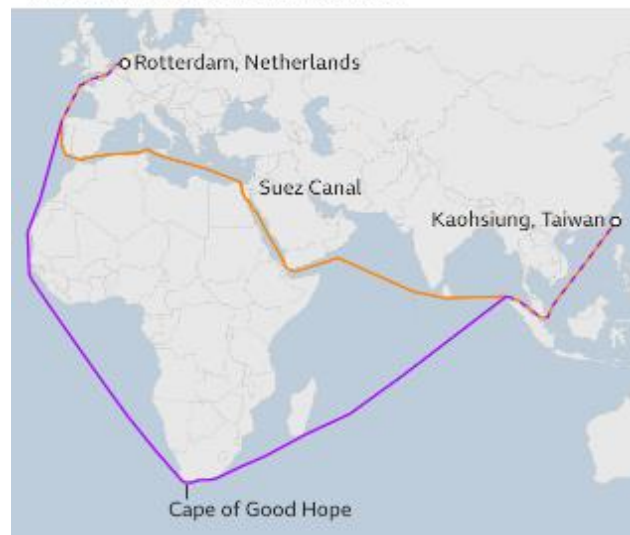 Rotterdam, Netherlands
Suez Canal
Kaohsiung, Taiwan
Cape of Good Hope